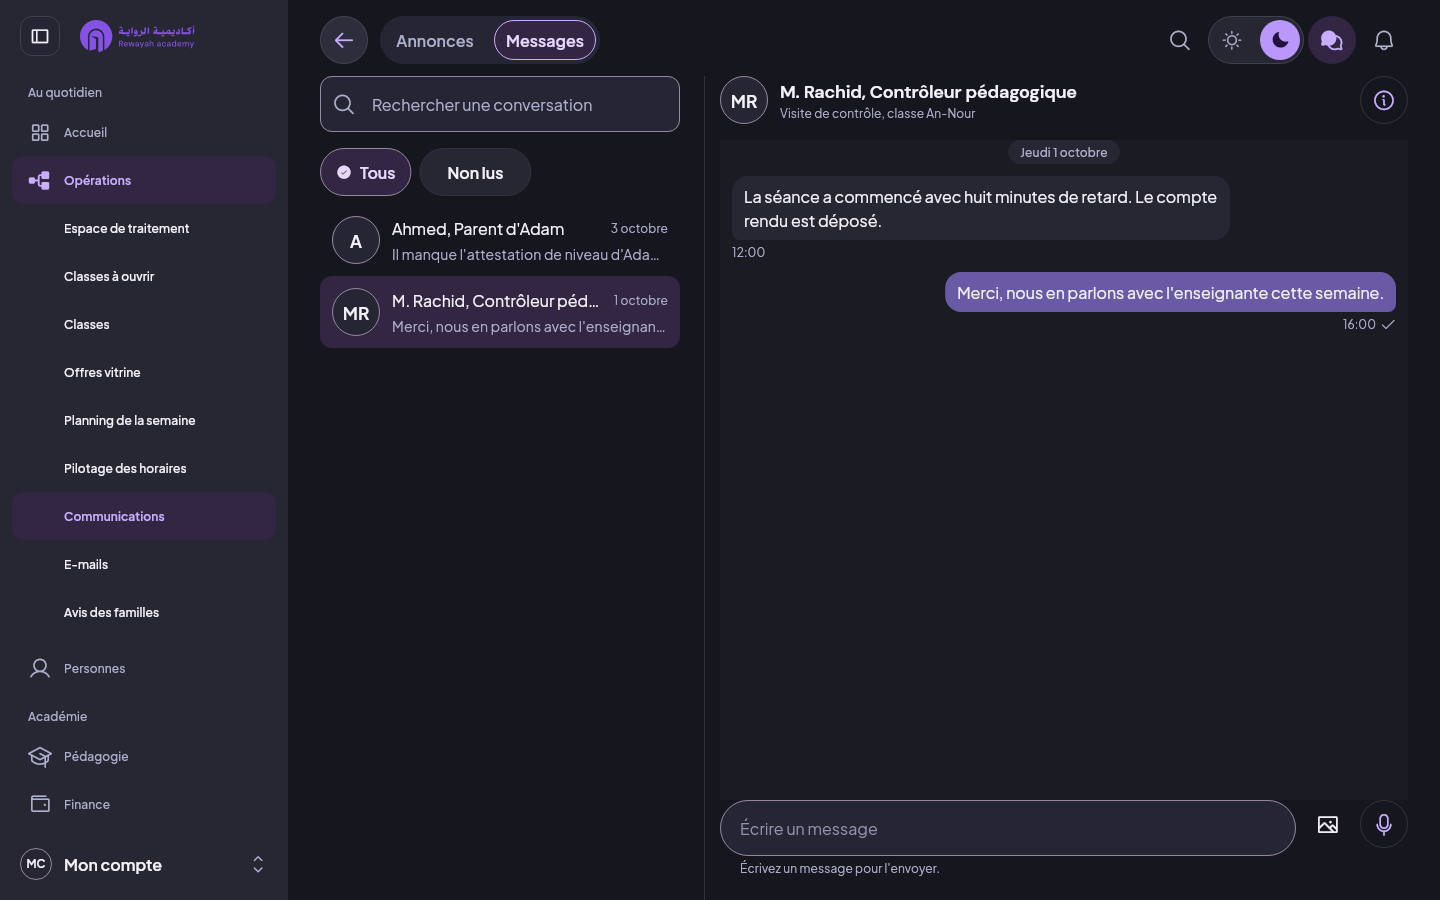 أكاديمية الرواية
Rewayah academy
Au quotidien
Accueil
Opérations
Espace de traitement
Classes à ouvrir
Classes
Offres vitrine
Planning de la semaine
Pilotage des horaires
Communications
E-mails
Avis des familles
Personnes
Académie
Pédagogie
Finance
MC
Mon compte
Annonces
Messages
Rechercher une conversation
Tous
Non lus
A
Ahmed, Parent d'Adam
3 octobre
Il manque l'attestation de niveau d'Ada...
MR
M. Rachid, Contrôleur péd...
1 octobre
Merci, nous en parlons avec l'enseignan...
MR
M. Rachid, Contrôleur pédagogique
Visite de contrôle, classe An-Nour
Jeudi 1 octobre
La séance a commencé avec huit minutes de retard. Le compte
rendu est déposé.
12:00
Merci, nous en parlons avec l'enseignante cette semaine.
16:00
Écrire un message
Écrivez un message pour l'envoyer.